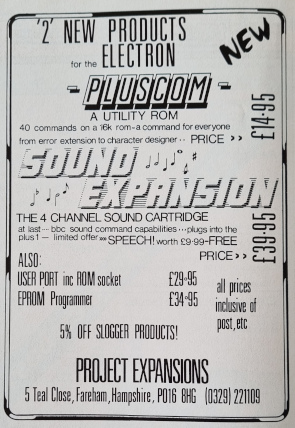 '2' NEW PRODUCTS
for the ELECTRON
NEW
- PLUSCOM -
A UTILITY ROM
40 commands on a 16k rom-a command for everyone
from error extension to character designer ·· PRICE >> £14·95
SOUND
EXPANSION
THE 4 CHANNEL SOUND CARTRIDGE
at last··· bbc sound command capabilities ···plugs into the
plus1 — limited offer >>> SPEECH! worth £9·99-FREE
PRICE >> £39·95
ALSO:
USER PORT inc ROM socket £29·95
EPROM Programmer £34·95
all prices
inclusive of
post,etc
5% OFF SLOGGER PRODUCTS!
PROJECT EXPANSIONS
5 Teal Close, Fareham, Hampshire, PO16 8HG (0329) 221109